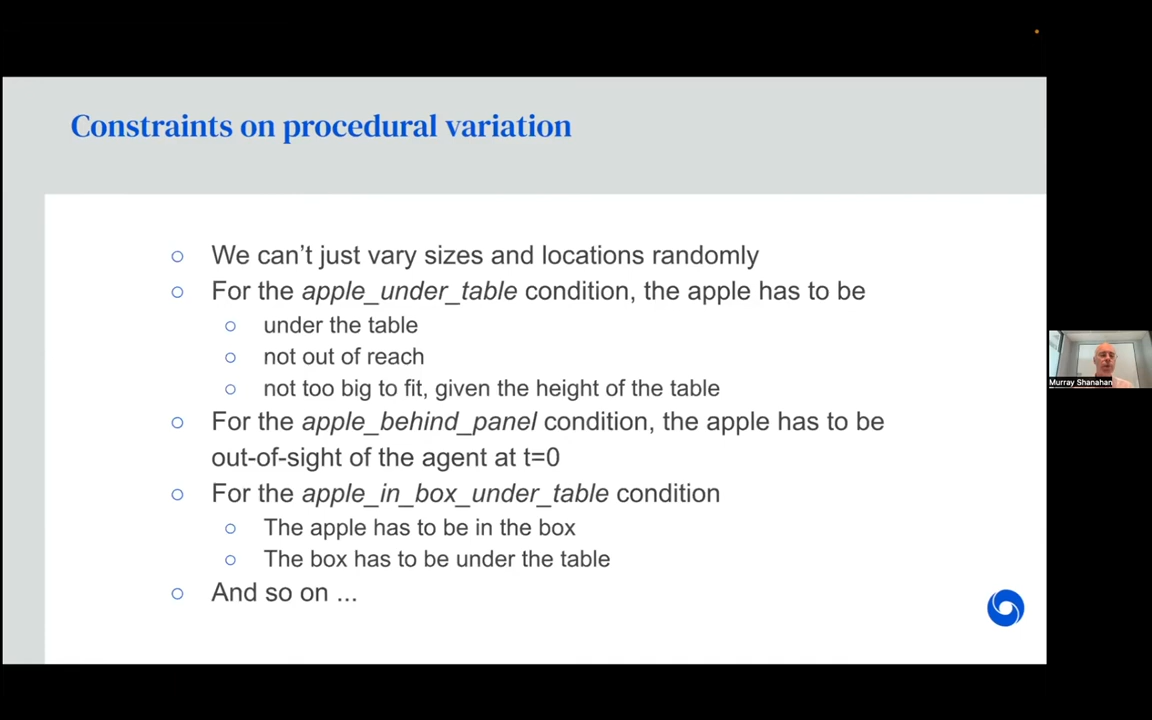 Constraints on procedural variation
We can't just vary sizes and locations randomly
For the apple_under_table condition, the apple has to be
under the table
not out of reach
not too big to fit, given the height of the table
For the apple_behind_panel condition, the apple has to be
out-of-sight of the agent at t=0
For the apple_in_box_under_table condition
The apple has to be in the box
The box has to be under the table
And so on ...
Murray Shanahan